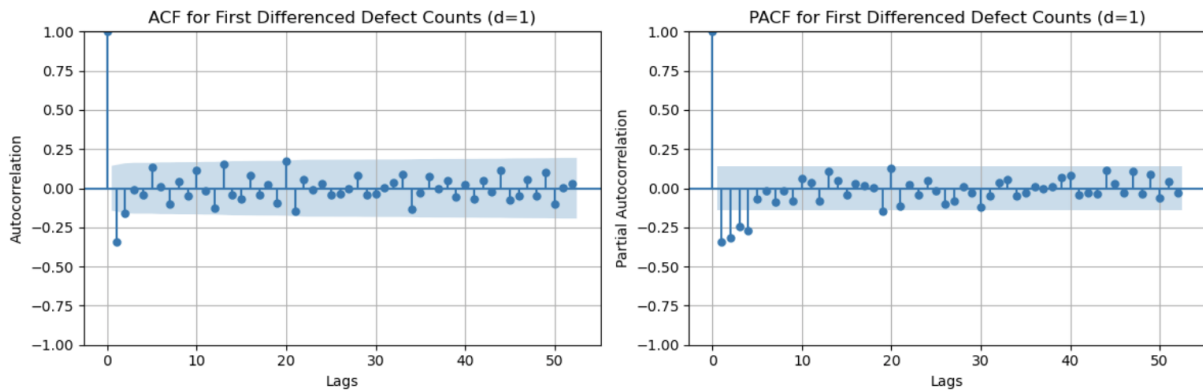 ACF for First Differenced Defect Counts (d=1)
1.00
0.75
0.50
0.25
0.00
−0.25
−0.50
−0.75
−1.00
Autocorrelation
0 10 20 30 40 50
Lags
PACF for First Differenced Defect Counts (d=1)
1.00
0.75
0.50
0.25
0.00
−0.25
−0.50
−0.75
−1.00
Partial Autocorrelation
0 10 20 30 40 50
Lags